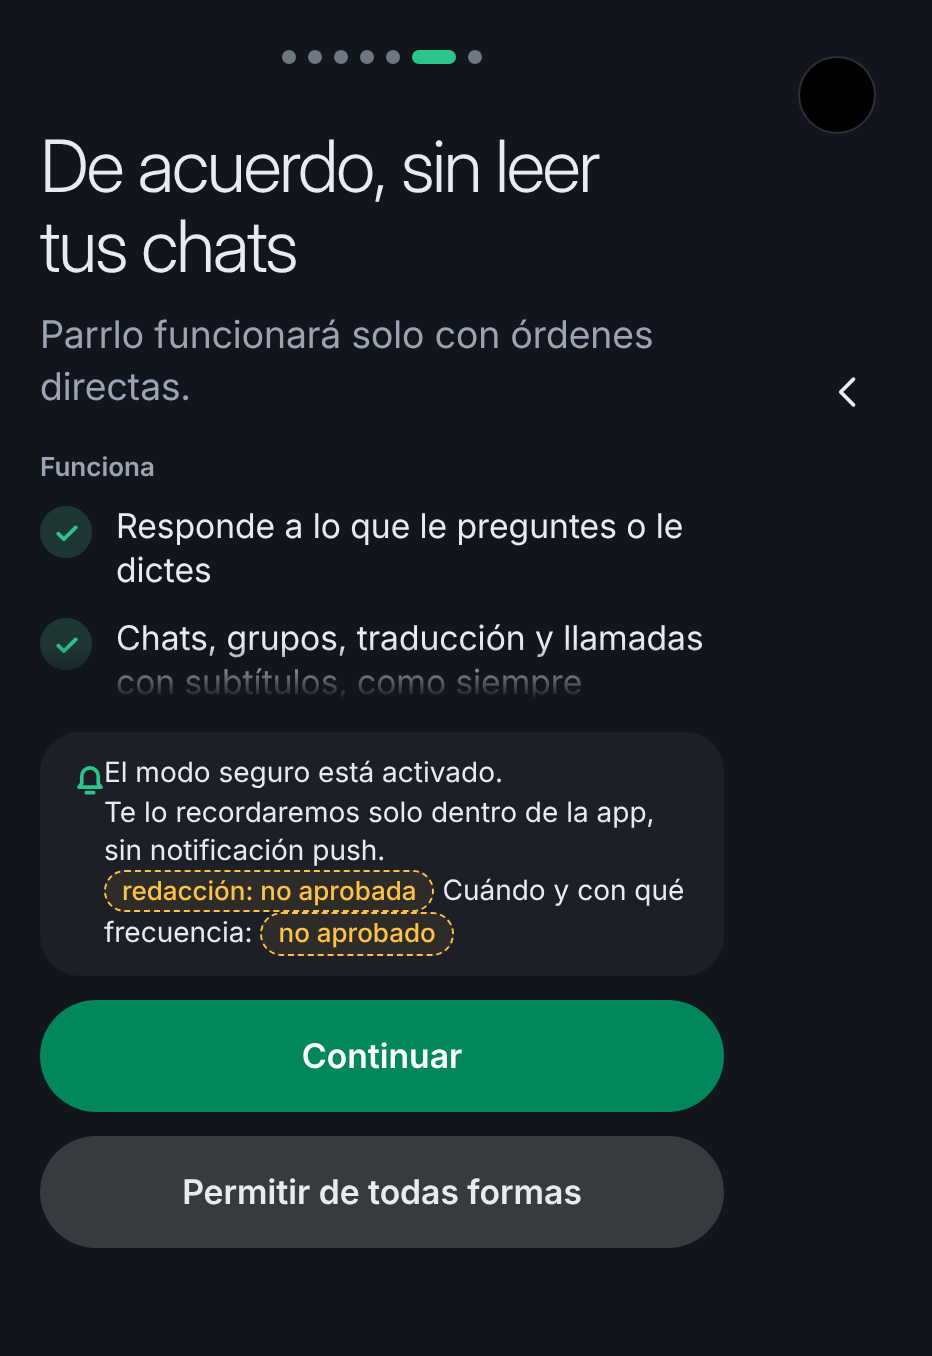 De acuerdo, sin leer
tus chats
Parrlo funcionará solo con órdenes
directas.
Funciona
Responde a lo que le preguntes o le
dictes
Chats, grupos, traducción y llamadas
con subtítulos, como siempre
El modo seguro está activado.
Te lo recordaremos solo dentro de la app,
sin notificación push.
redacción: no aprobada Cuándo y con qué
frecuencia: no aprobado
Continuar
Permitir de todas formas